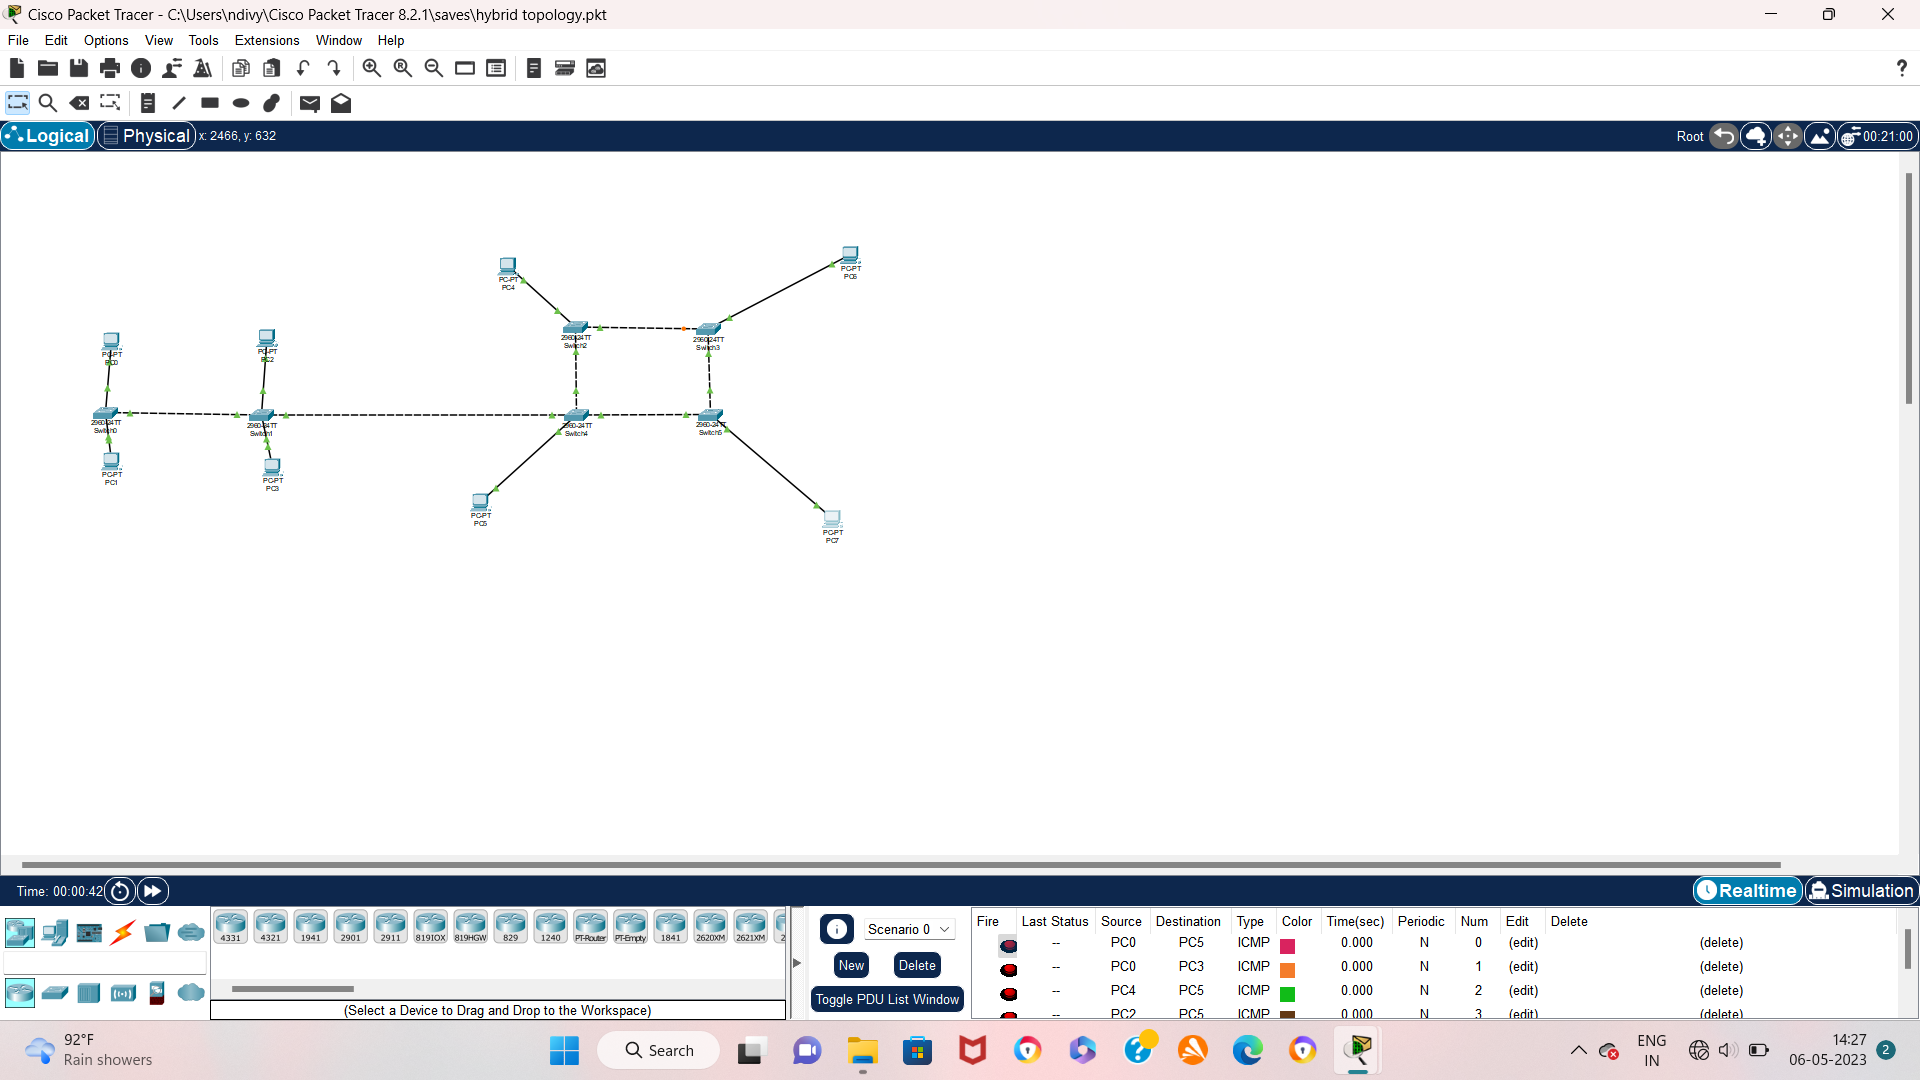 Cisco Packet Tracer - C:\Users\ndivy\Cisco Packet Tracer 8.2.1\saves\hybrid topology.pkt
File Edit Options View Tools Extensions Window Help
?
Logical Physical x: 2466, y: 632 Root 00:21:00
PC-PT
PC4
PC-PT
PC6
2960-24TT
Switch2
2960-24TT
Switch3
PC-PT
PC0
PC-PT
PC2
2960-24TT
Switch0
2960-24TT
Switch1
2960-24TT
Switch4
2960-24TT
Switch5
PC-PT
PC1
PC-PT
PC3
PC-PT
PC5
PC-PT
PC7
Time: 00:00:42 Realtime Simulation
4331 4321 1941 2901 2911 819IOX 819HGW 829 1240 PT-Router PT-Empty 1841 2620XM 2621XM
(Select a Device to Drag and Drop to the Workspace)
Scenario 0
New Delete
Toggle PDU List Window
Fire Last Status Source Destination Type Color Time(sec) Periodic Num Edit Delete
-- PC0 PC5 ICMP 0.000 N 0 (edit) (delete)
-- PC0 PC3 ICMP 0.000 N 1 (edit) (delete)
-- PC4 PC5 ICMP 0.000 N 2 (edit) (delete)
-- PC2 PC5 ICMP 0.000 N 3 (edit) (delete)
92°F
Rain showers
Search
ENG
IN
14:27
06-05-2023
2